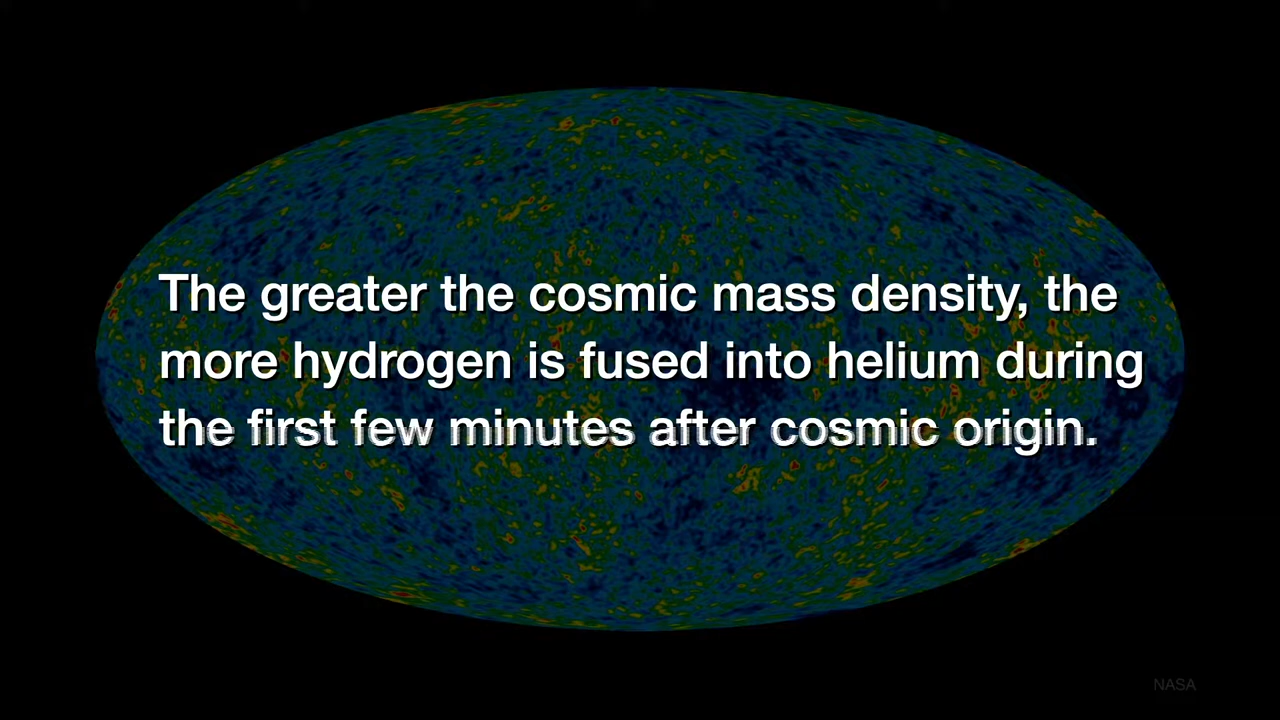 The greater the cosmic mass density, the
more hydrogen is fused into helium during
the first few minutes after cosmic origin.
NASA